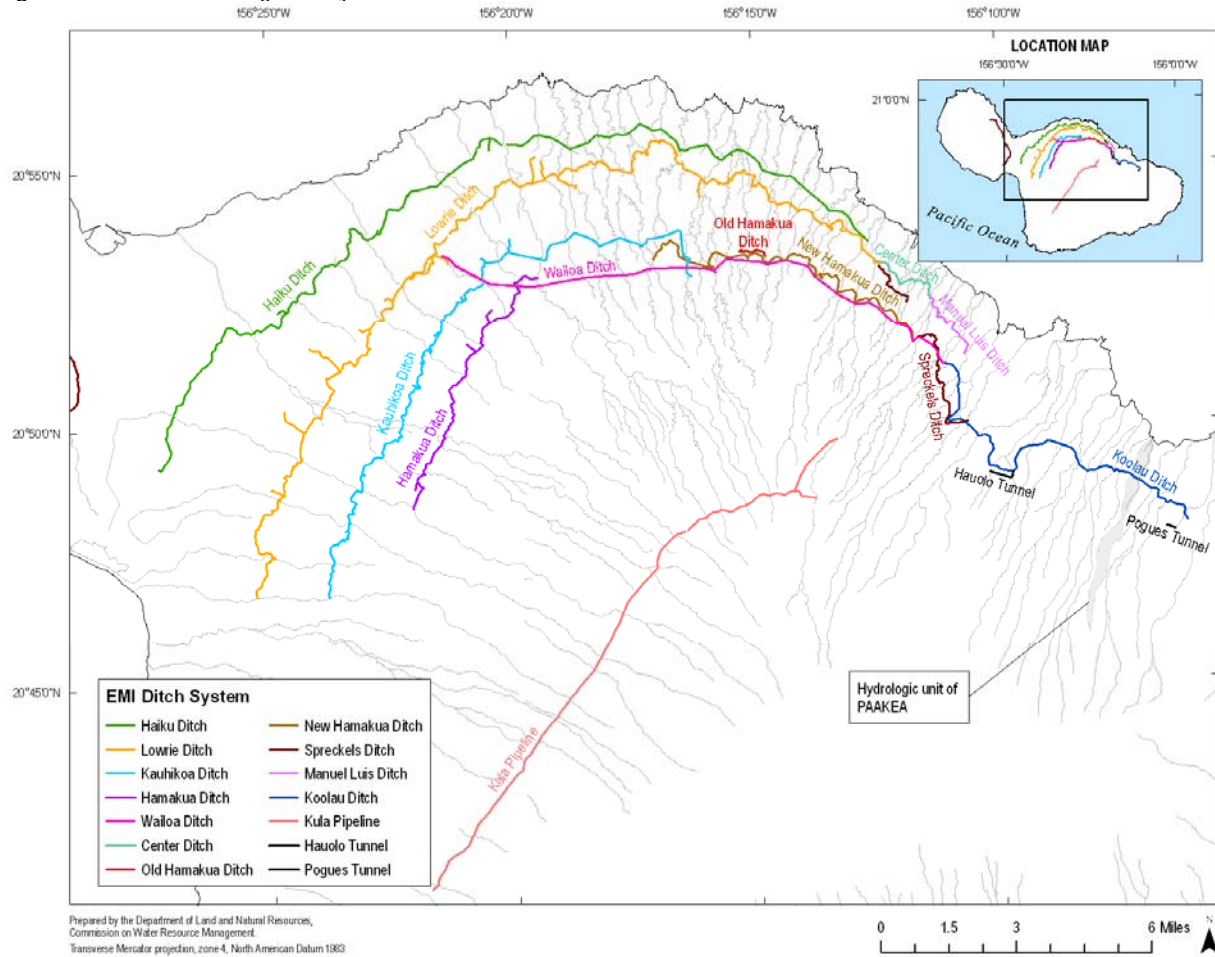 156°25'0"W
156°20'0"W
156°15'0"W
156°10'0"W
LOCATION MAP
156°30'0"W
156°0'0"W
21°0'0"N
Pacific Ocean
20°55'0"N
20°50'0"N
20°45'0"N
Haiku Ditch
Lowrie Ditch
Kauhikoa Ditch
Hamakua Ditch
Wailoa Ditch
Old Hamakua
Ditch
New Hamakua Ditch
Center Ditch
Manuel Luis Ditch
Spreckels Ditch
Koolau Ditch
Hauolo Tunnel
Pogues Tunnel
Kula Pipeline
Hydrologic unit of
PAAKEA
EMI Ditch System
Haiku Ditch
Lowrie Ditch
Kauhikoa Ditch
Hamakua Ditch
Wailoa Ditch
Center Ditch
Old Hamakua Ditch
New Hamakua Ditch
Spreckels Ditch
Manuel Luis Ditch
Koolau Ditch
Kula Pipeline
Hauolo Tunnel
Pogues Tunnel
Prepared by the Department of Land and Natural Resources,
Commission on Water Resource Management.
Transverse Mercator projection, zone 4, North American Datum 1983
0 1.5 3 6 Miles
N